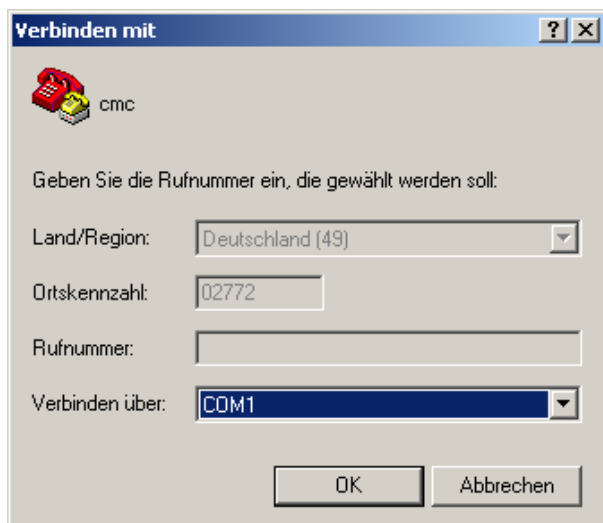 Verbinden mit
cmc
Geben Sie die Rufnummer ein, die gewählt werden soll:
Land/Region: Deutschland (49)
Ortskennzahl: 02772
Rufnummer:
Verbinden über: COM1
OK Abbrechen